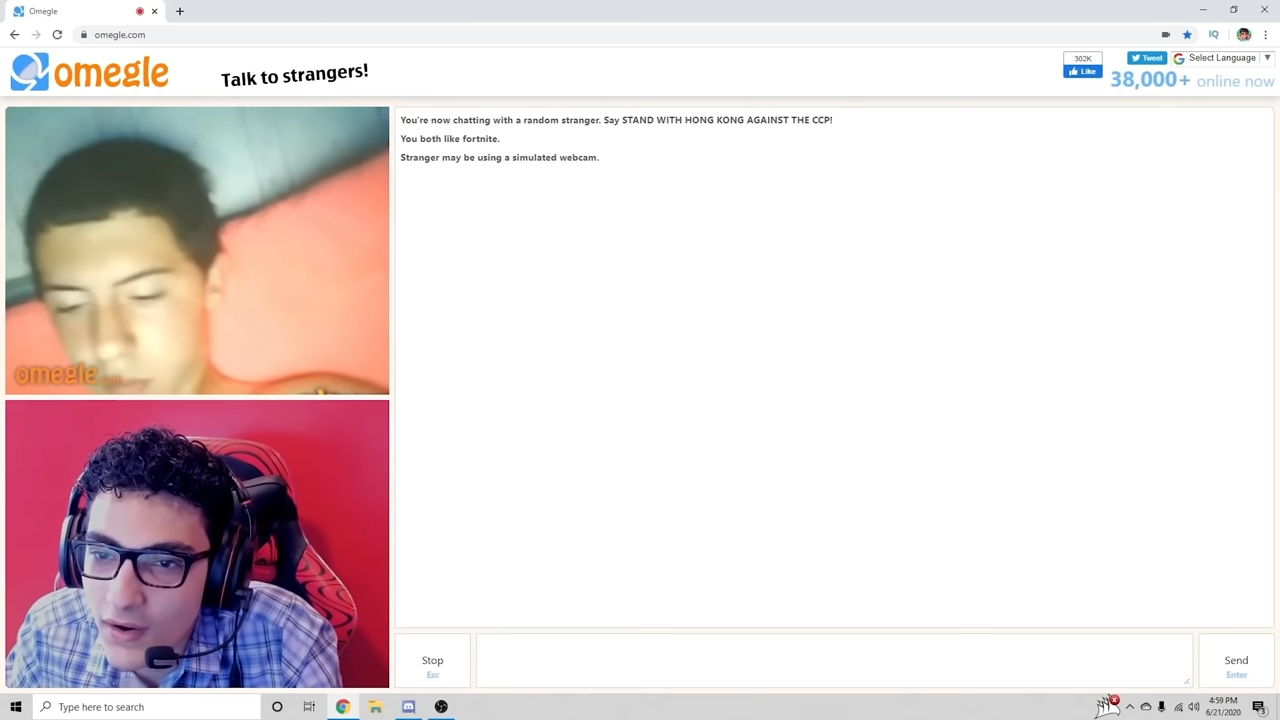 Omegle
omegle.com
omegle
Talk to strangers!
302K
Like
Tweet
Select Language
38,000+ online now
You're now chatting with a random stranger. Say STAND WITH HONG KONG AGAINST THE CCP!
You both like fortnite.
Stranger may be using a simulated webcam.
omegle
Stop
Esc
Send
Enter
Type here to search
4:59 PM
6/21/2020
IQ
3